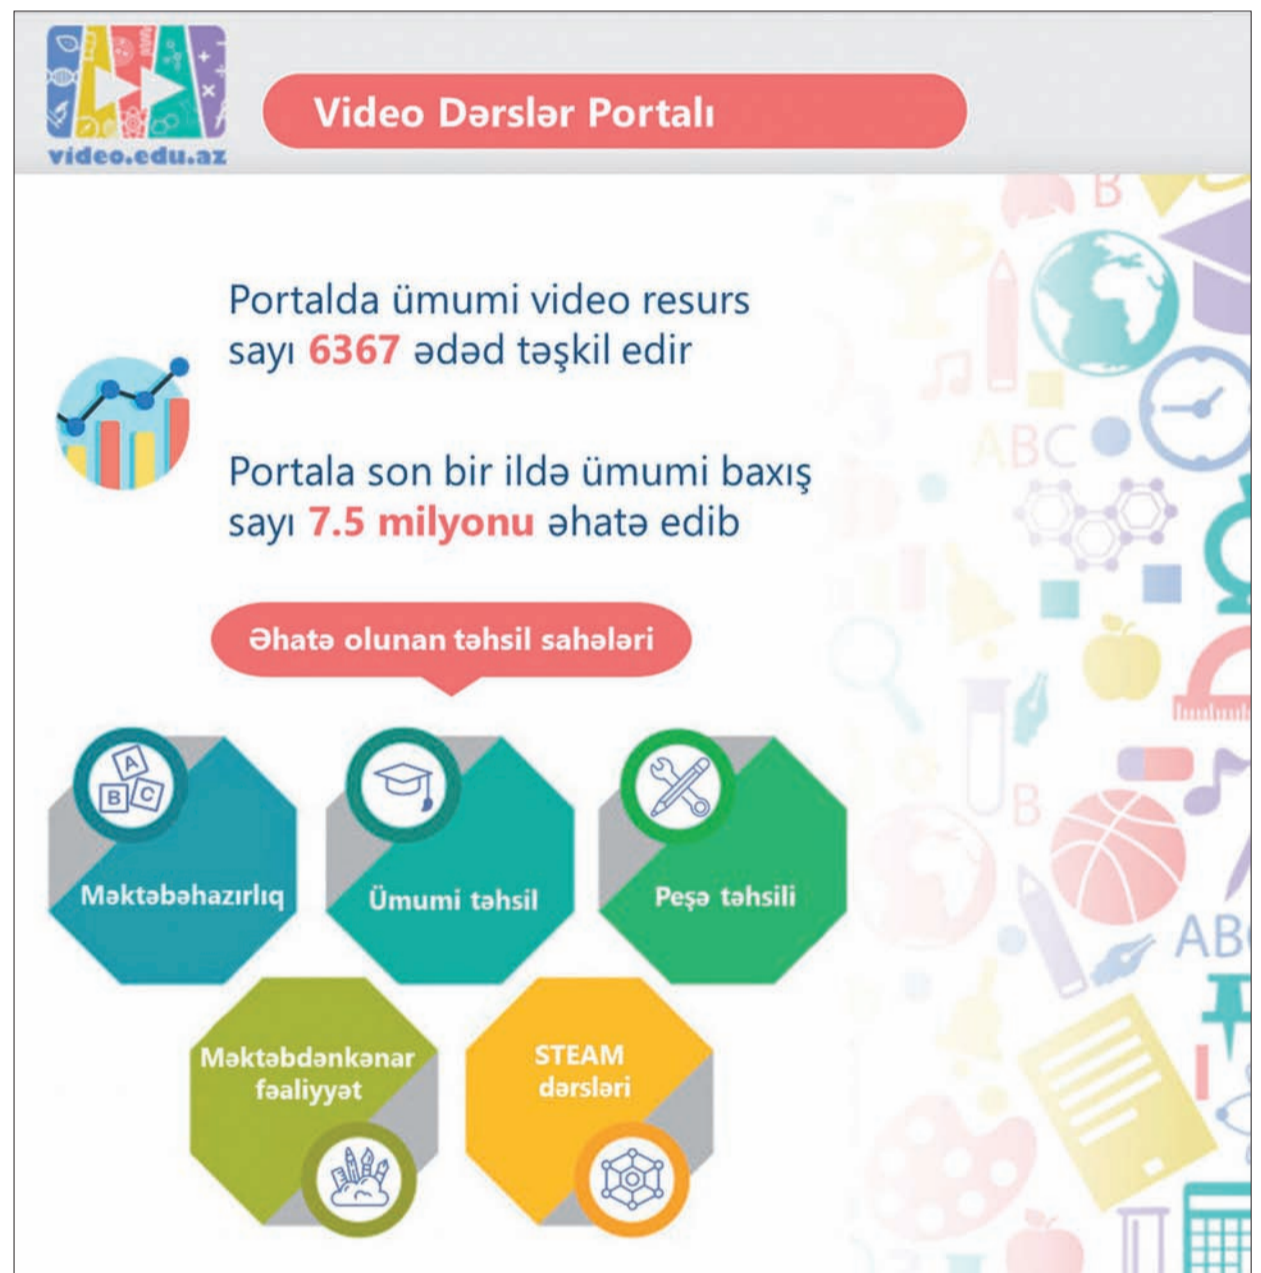 video.edu.az
Video Dərslər Portalı
Portalda ümumi video resurs
sayı 6367 ədəd təşkil edir
Portala son bir ildə ümumi baxış
sayı 7.5 milyonu əhatə edib
Əhatə olunan təhsil sahələri
A
B C
Məktəbəhazırlıq
Ümumi təhsil
Peşə təhsili
Məktəbdənkənar
fəaliyyət
STEAM
dərsləri
B
ABC
B
AB